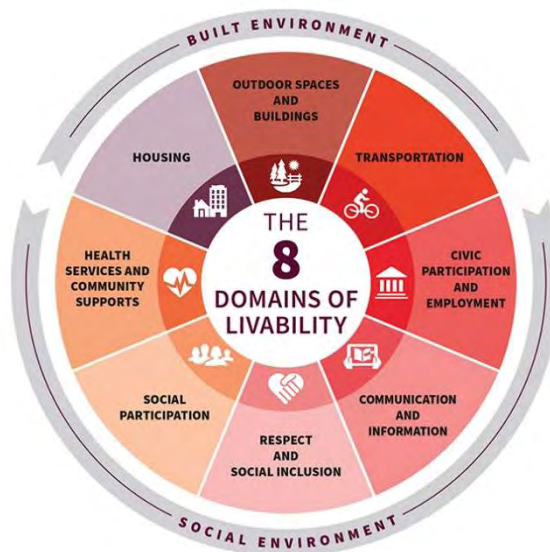 BUILT ENVIRONMENT
OUTDOOR SPACES
AND
BUILDINGS
TRANSPORTATION
CIVIC
PARTICIPATION
AND
EMPLOYMENT
COMMUNICATION
AND
INFORMATION
RESPECT
AND
SOCIAL INCLUSION
SOCIAL
PARTICIPATION
HEALTH
SERVICES AND
COMMUNITY
SUPPORTS
HOUSING
THE
8
DOMAINS OF
LIVABILITY
SOCIAL ENVIRONMENT